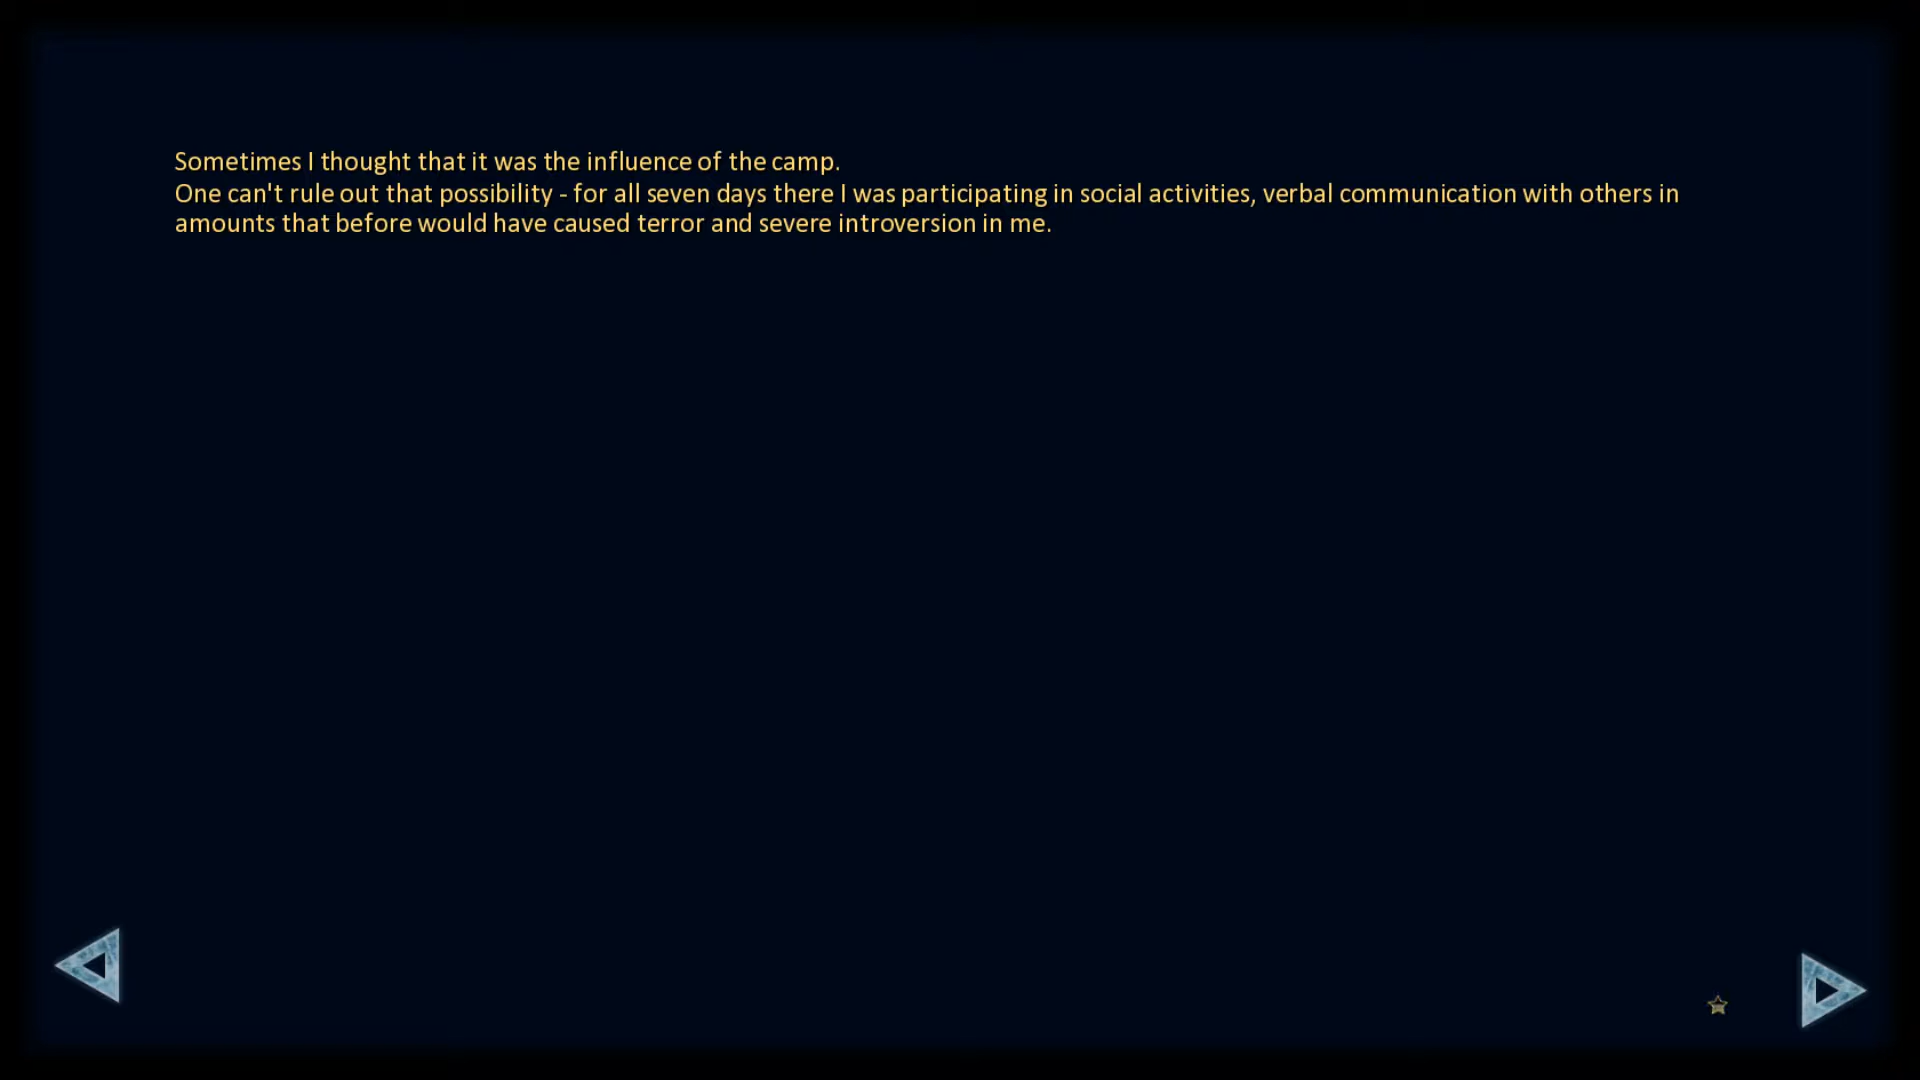 Sometimes I thought that it was the influence of the camp.
One can't rule out that possibility - for all seven days there I was participating in social activities, verbal communication with others in
amounts that before would have caused terror and severe introversion in me.